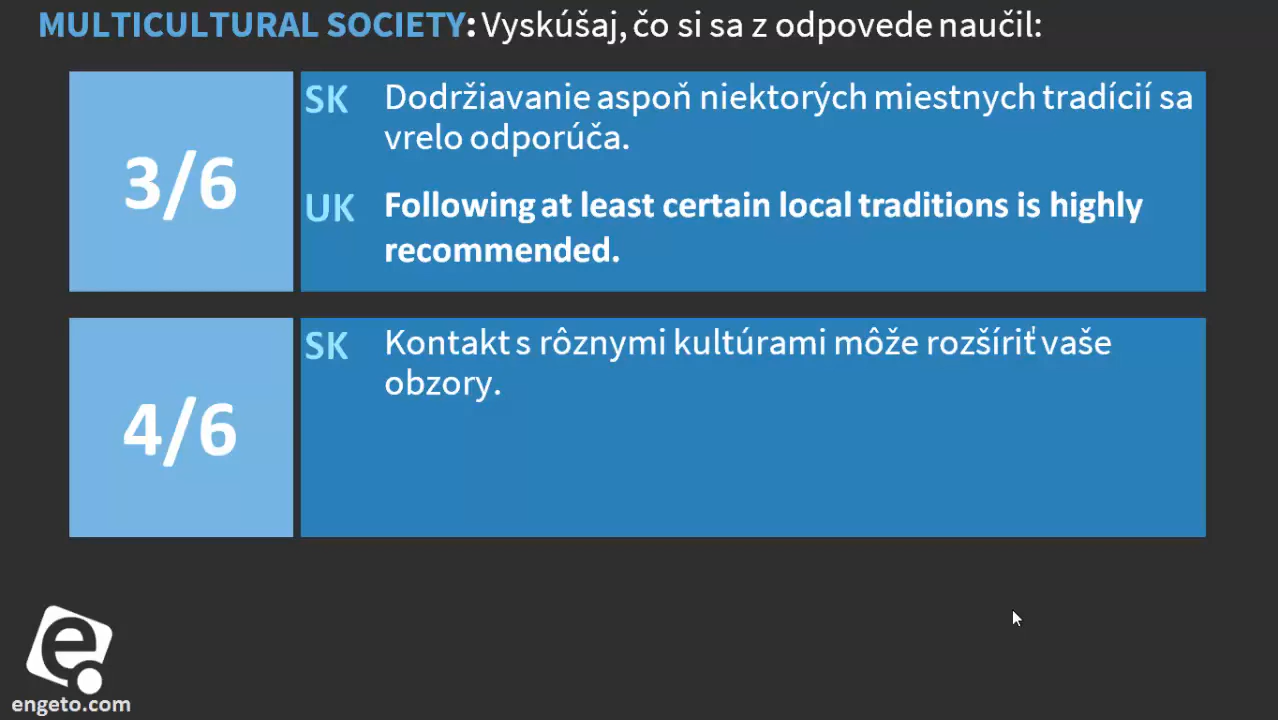 MULTICULTURAL SOCIETY: Vyskúšaj, čo si sa z odpovede naučil:
3/6
SK Dodržiavanie aspoň niektorých miestnych tradícií sa
vrelo odporúča.
UK Following at least certain local traditions is highly
recommended.
4/6
SK Kontakt s rôznymi kultúrami môže rozšíriť vaše
obzory.
e
engeto.com